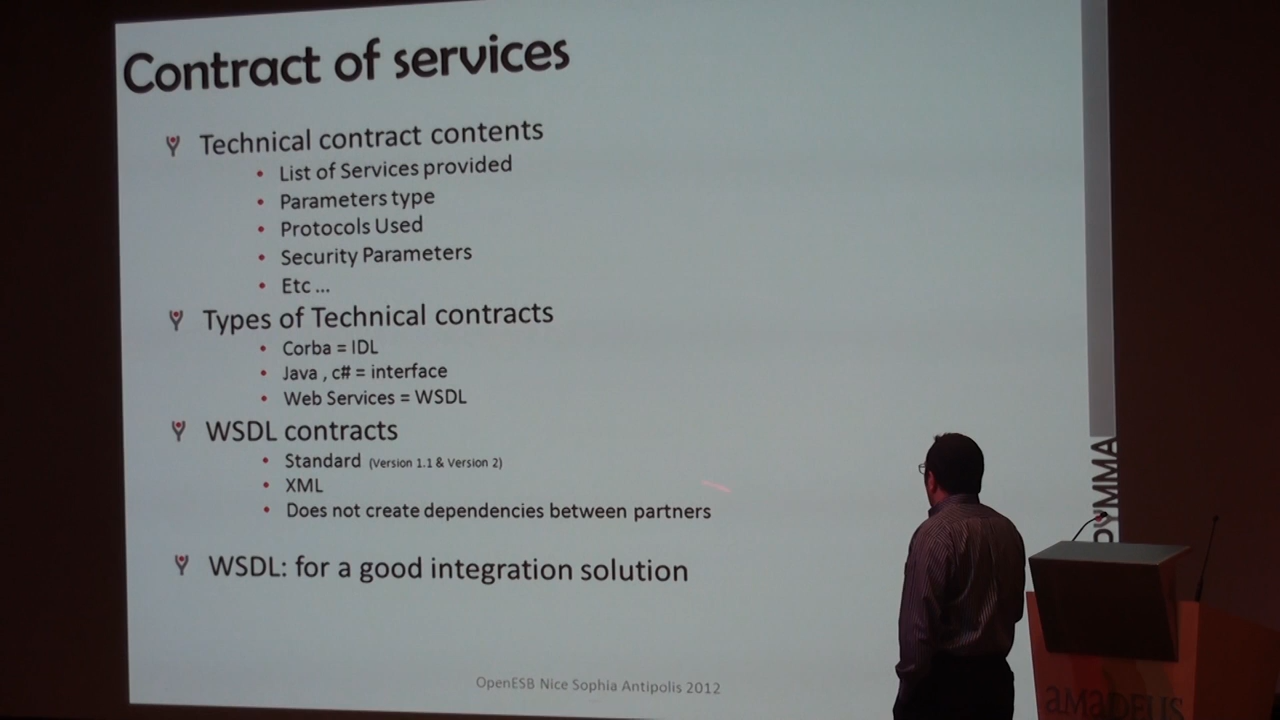 Contract of services
Technical contract contents
• List of Services provided
• Parameters type
• Protocols Used
• Security Parameters
• Etc ...
Types of Technical contracts
• Corba = IDL
• Java , c# = interface
• Web Services = WSDL
WSDL contracts
• Standard (Version 1.1 & Version 2)
• XML
• Does not create dependencies between partners
WSDL: for a good integration solution
OpenESB Nice Sophia Antipolis 2012
PYMMA
amadeus